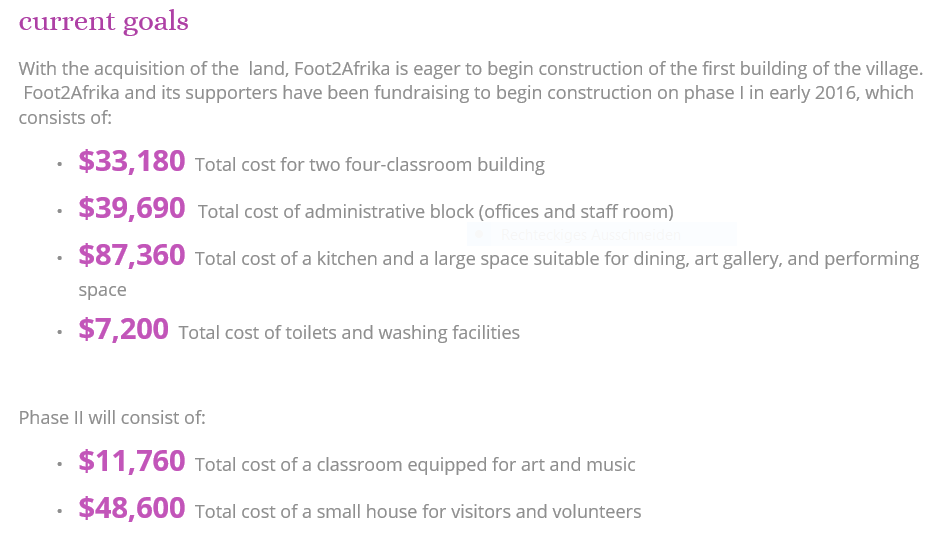 current goals
With the acquisition of the land, Foot2Afrika is eager to begin construction of the first building of the village.
Foot2Afrika and its supporters have been fundraising to begin construction on phase I in early 2016, which
consists of:
• $33,180 Total cost for two four-classroom building
• $39,690 Total cost of administrative block (offices and staff room)
Rechteckiges Ausschneiden
• $87,360 Total cost of a kitchen and a large space suitable for dining, art gallery, and performing
space
• $7,200 Total cost of toilets and washing facilities
Phase II will consist of:
• $11,760 Total cost of a classroom equipped for art and music
• $48,600 Total cost of a small house for visitors and volunteers